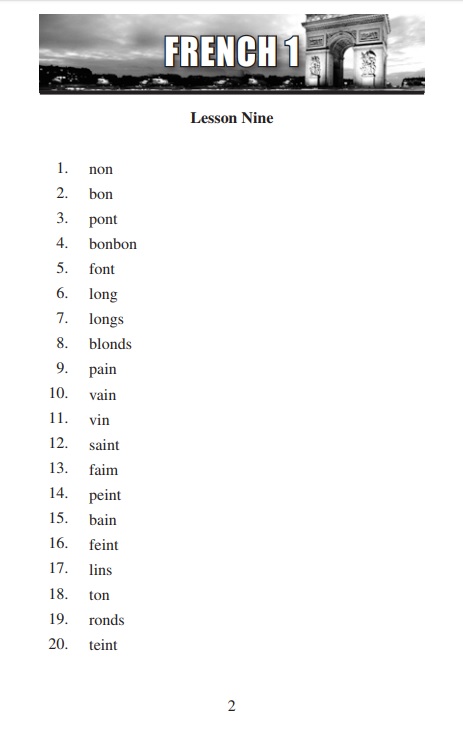 FRENCH 1
Lesson Nine
1. non
2. bon
3. pont
4. bonbon
5. font
6. long
7. longs
8. blonds
9. pain
10. vain
11. vin
12. saint
13. faim
14. peint
15. bain
16. feint
17. lins
18. ton
19. ronds
20. teint
2